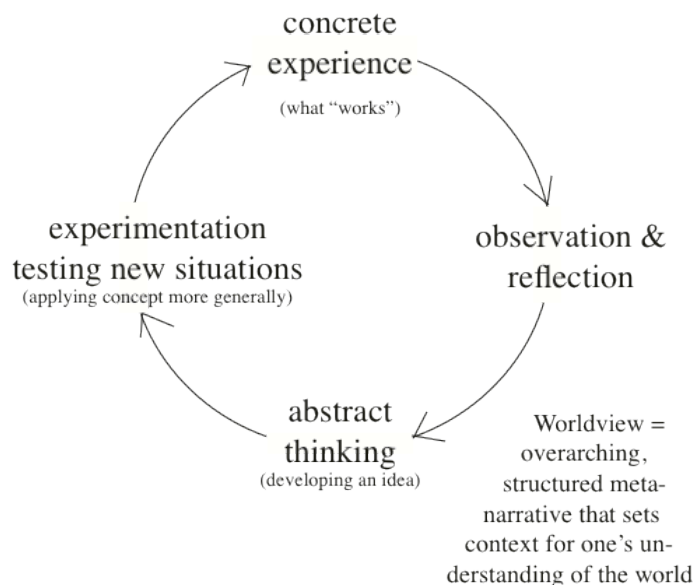 concrete
experience
(what “works”)
observation &
reflection
abstract
thinking
(developing an idea)
experimentation
testing new situations
(applying concept more generally)
Worldview =
overarching,
structured meta-
narrative that sets
context for one’s un-
derstanding of the world